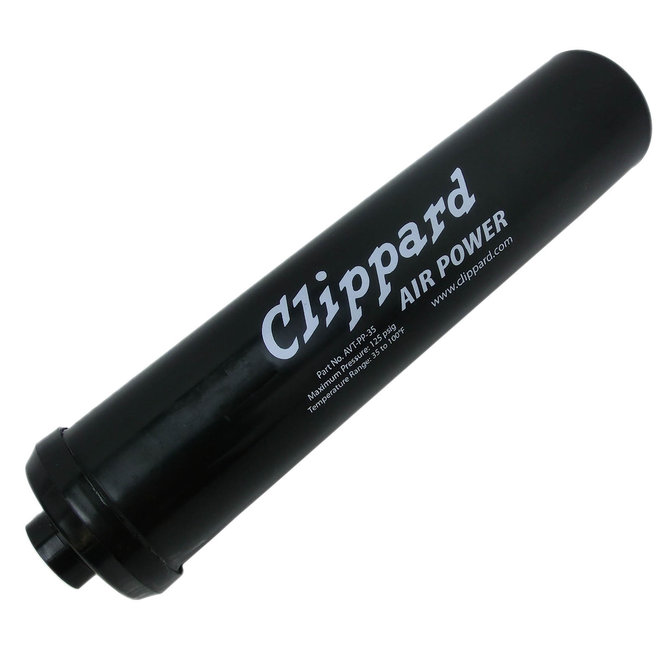 Clippard
AIR POWER
www.clippard.com
Part No. AVT-PP-35
Maximum Pressure: 125 psig
Temperature Range: 35 to 100°F